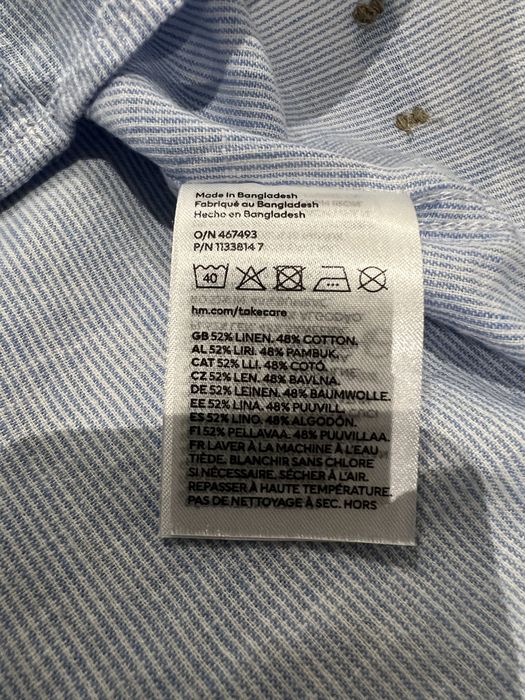 Made in Bangladesh
Fabriqué au Bangladesh
Hecho en Bangladesh
O/N 467493
P/N 1133814 7
40
hm.com/takecare
GB 52% LINEN. 48% COTTON.
AL 52% LIRI. 48% PAMBUK.
CAT 52% LLI. 48% COTÓ.
CZ 52% LEN. 48% BAVLNA.
DE 52% LEINEN. 48% BAUMWOLLE.
EE 52% LINA. 48% PUUVILL.
ES 52% LINO. 48% ALGODÓN.
FI 52% PELLAVAA. 48% PUUVILLAA.
FR LAVER À LA MACHINE À L'EAU
TIÈDE. BLANCHIR SANS CHLORE
SI NÉCESSAIRE. SÉCHER À L'AIR.
REPASSER À HAUTE TEMPÉRATURE.
PAS DE NETTOYAGE À SEC. HORS